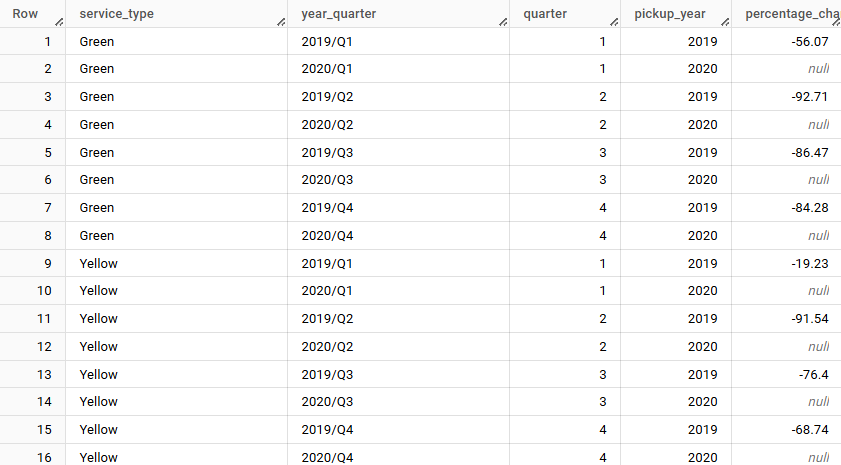 Row service_type year_quarter quarter pickup_year percentage_cha
1 Green 2019/Q1 1 2019 -56.07
2 Green 2020/Q1 1 2020 null
3 Green 2019/Q2 2 2019 -92.71
4 Green 2020/Q2 2 2020 null
5 Green 2019/Q3 3 2019 -86.47
6 Green 2020/Q3 3 2020 null
7 Green 2019/Q4 4 2019 -84.28
8 Green 2020/Q4 4 2020 null
9 Yellow 2019/Q1 1 2019 -19.23
10 Yellow 2020/Q1 1 2020 null
11 Yellow 2019/Q2 2 2019 -91.54
12 Yellow 2020/Q2 2 2020 null
13 Yellow 2019/Q3 3 2019 -76.4
14 Yellow 2020/Q3 3 2020 null
15 Yellow 2019/Q4 4 2019 -68.74
16 Yellow 2020/Q4 4 2020 null